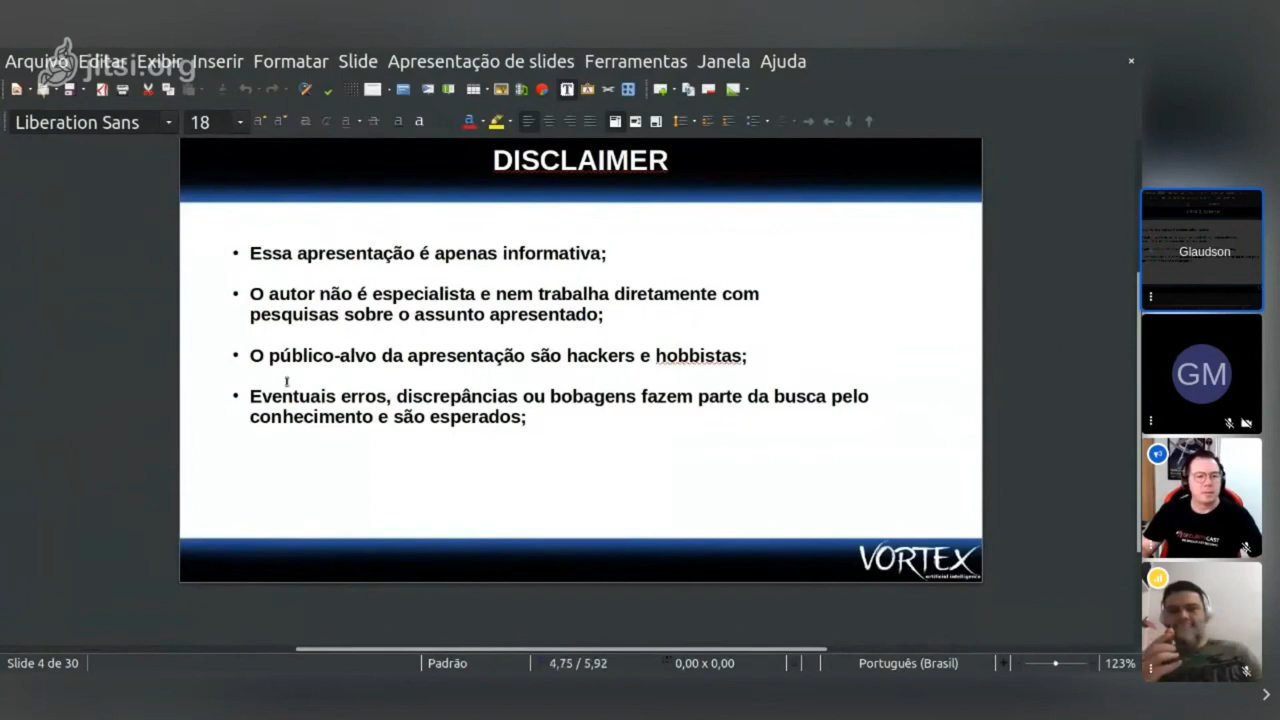 jitsi.org
Arquivo Editar Exibir Inserir Formatar Slide Apresentação de slides Ferramentas Janela Ajuda
Liberation Sans 18
DISCLAIMER
• Essa apresentação é apenas informativa;
• O autor não é especialista e nem trabalha diretamente com
pesquisas sobre o assunto apresentado;
• O público-alvo da apresentação são hackers e hobbistas;
• Eventuais erros, discrepâncias ou bobagens fazem parte da busca pelo
conhecimento e são esperados;
VORTEX
artificial intelligence
Glaudson
GM
Slide 4 de 30 Padrão 4,75 / 5,92 0,00 x 0,00 Português (Brasil) 123%